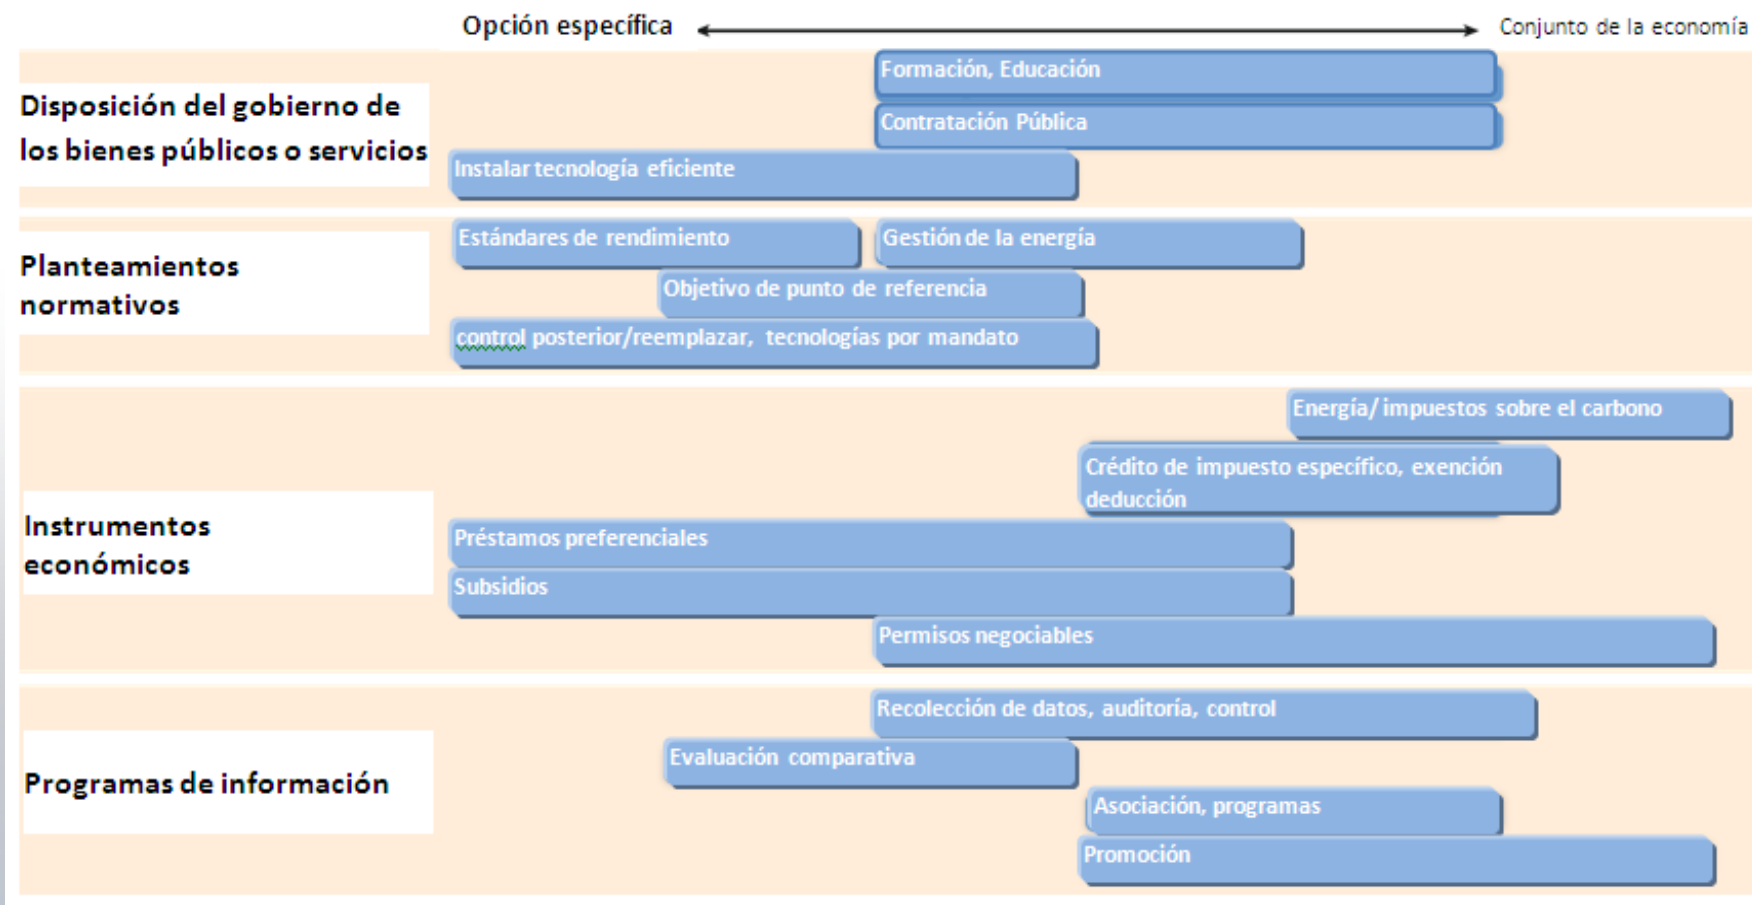 Opción específica
Conjunto de la economía
Disposición del gobierno de
los bienes públicos o servicios
Formación, Educación
Contratación Pública
Instalar tecnología eficiente
Planteamientos
normativos
Estándares de rendimiento
Gestión de la energía
Objetivo de punto de referencia
control posterior/reemplazar, tecnologías por mandato
Instrumentos
económicos
Energía/ impuestos sobre el carbono
Crédito de impuesto específico, exención
deducción
Préstamos preferenciales
Subsidios
Permisos negociables
Programas de información
Recolección de datos, auditoría, control
Evaluación comparativa
Asociación, programas
Promoción